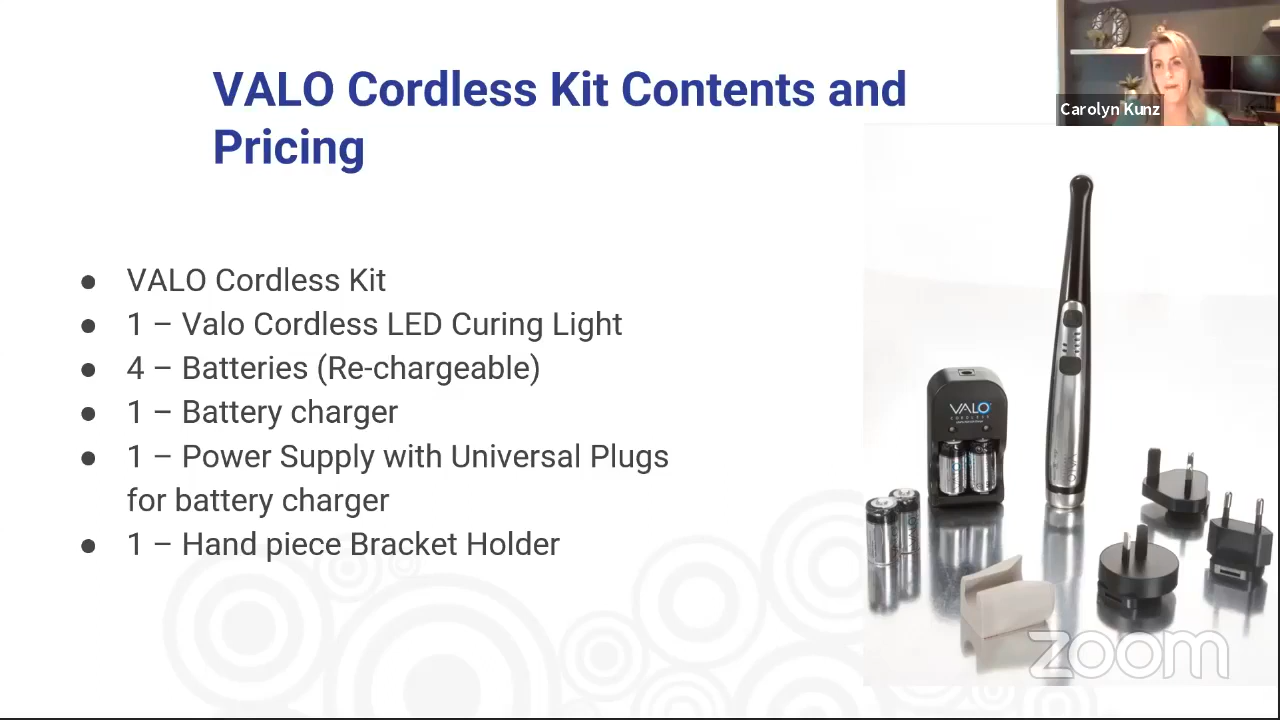 VALO Cordless Kit Contents and
Pricing
Carolyn Kunz
● VALO Cordless Kit
● 1 – Valo Cordless LED Curing Light
● 4 – Batteries (Re-chargeable)
● 1 – Battery charger
● 1 – Power Supply with Universal Plugs
for battery charger
● 1 – Hand piece Bracket Holder
VALO
CORDLESS
VALO
zoom